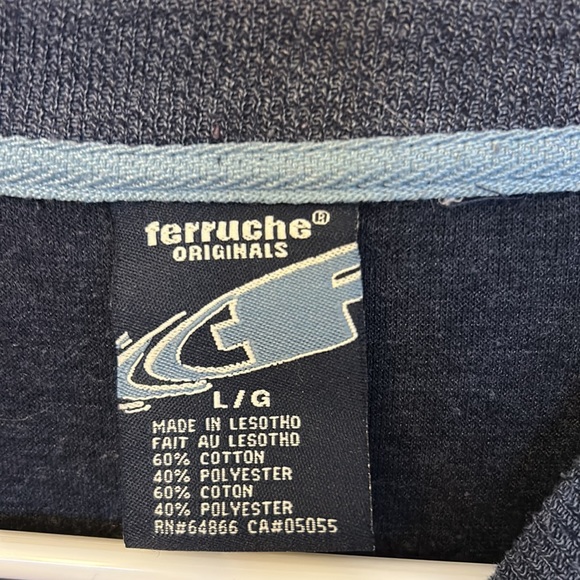 ferruche®
ORIGINALS
L/G
MADE IN LESOTHO
FAIT AU LESOTHO
60% COTTON
40% POLYESTER
60% COTON
40% POLYESTER
RN#64866 CA#05055